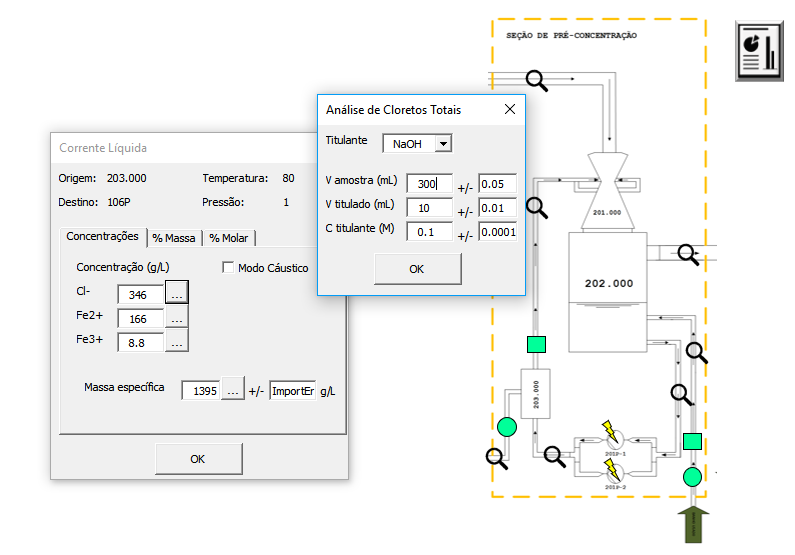 SEÇÃO DE PRÉ-CONCENTRAÇÃO
Análise de Cloretos Totais
Titulante NaOH
V amostra (mL) 300 +/- 0.05
V titulado (mL) 10 +/- 0.01
C titulante (M) 0.1 +/- 0.0001
OK
Corrente Líquida
Origem: 203.000 Temperatura: 80
Destino: 106P Pressão: 1
Concentrações % Massa % Molar
Concentração (g/L) Modo Cáustico
Cl- 346 ...
Fe2+ 166 ...
Fe3+ 8.8 ...
Massa específica 1395 ... +/- ImportEr g/L
OK
201.000
202.000
203.000
201P-1
201P-2